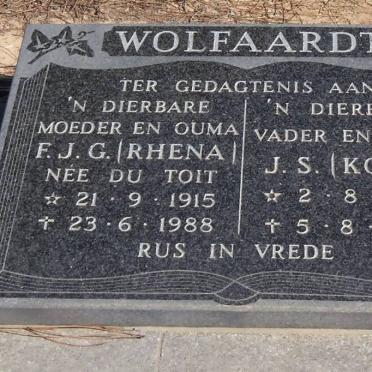 WOLFAARDT
TER GEDAGTENIS AAN
'N DIERBARE
MOEDER EN OUMA
F.J.G. (RHENA)
NEE DU TOIT
☆ 21 · 9 · 1915
✝ 23 · 6 · 1988
'N
VADER EN
J.S.
☆ 2 · 8 ·
✝ 5 · 8 ·
RUS IN VREDE